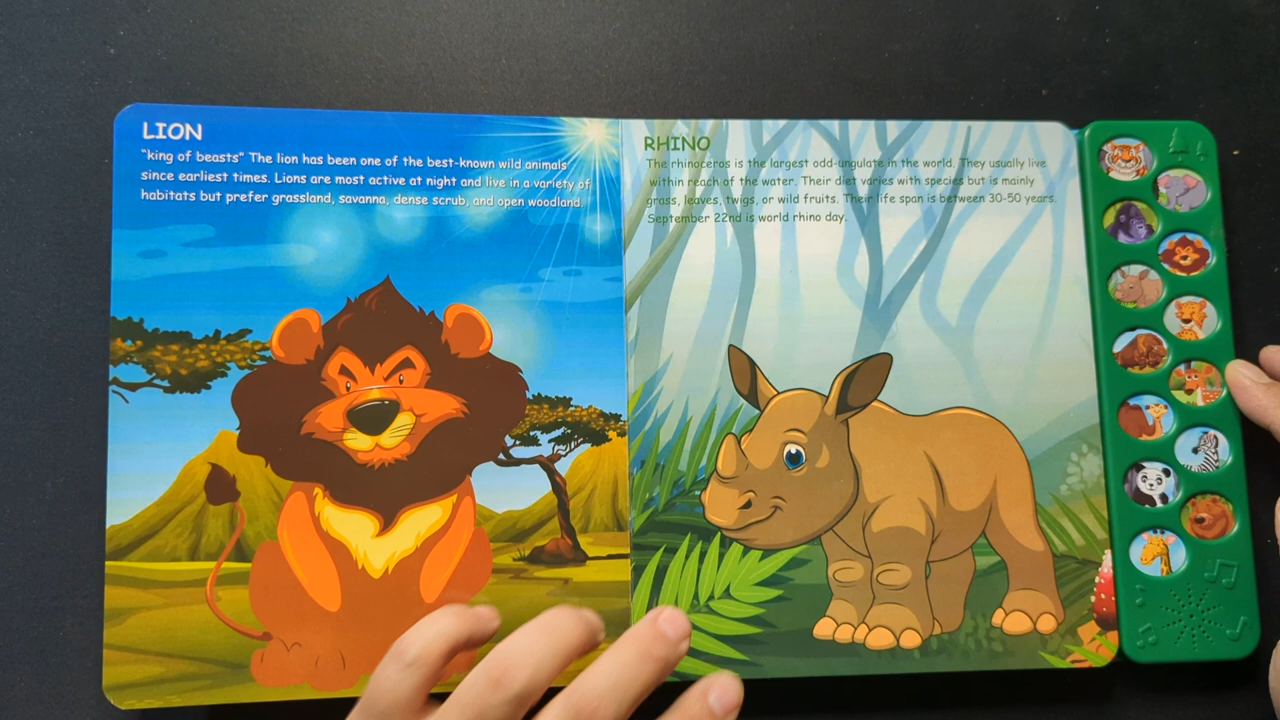 LION
"king of beasts" The lion has been one of the best-known wild animals
since earliest times. Lions are most active at night and live in a variety of
habitats but prefer grassland, savanna, dense scrub, and open woodland.
RHINO
The rhinoceros is the largest odd-ungulate in the world. They usually live
within reach of the water. Their diet varies with species but is mainly
grass, leaves, twigs, or wild fruits. Their life span is between 30-50 years.
September 22nd is world rhino day.